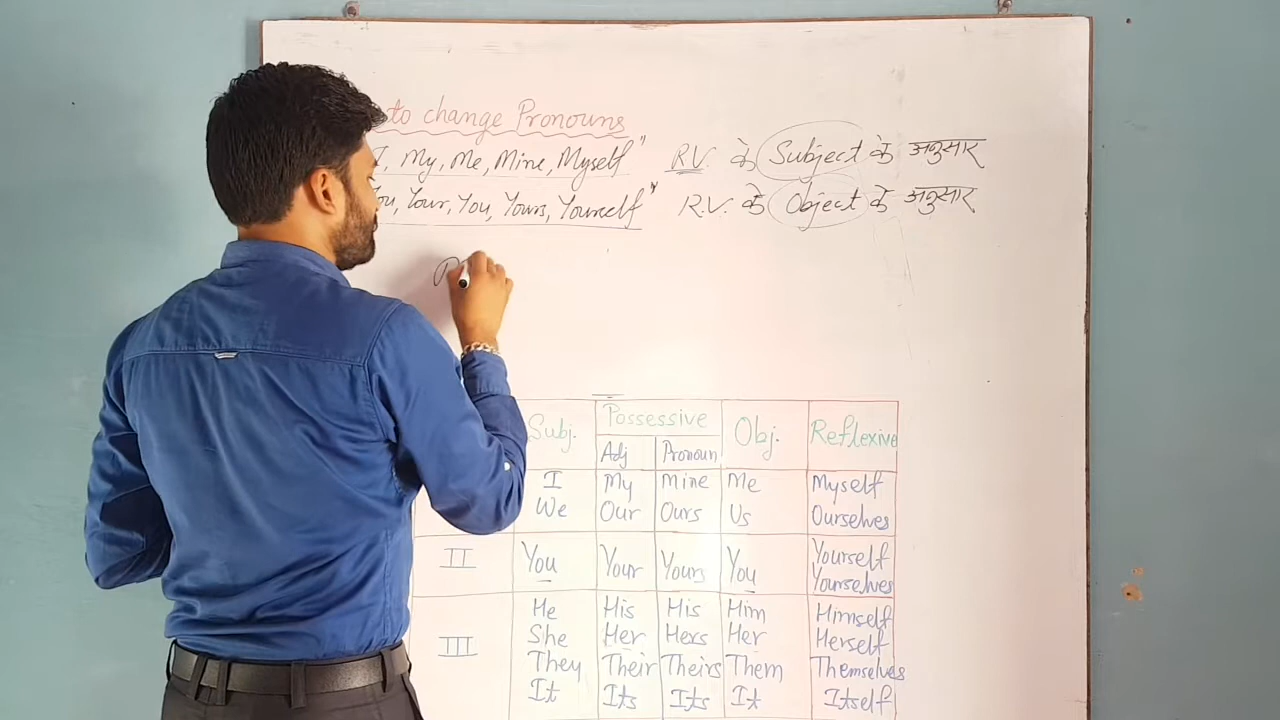 to change Pronouns
I, My, Me, Mine, Myself" R.V. के Subject के अनुसार
You, Your, You, Yours, Yourself" R.V. के Object के अनुसार
Subj. Possessive Obj. Reflexive
Adj Pronoun
I My mine Me Myself
We Our Ours Us Ourselves
II You Your Yours You Yourself
Yourselves
He His His Him Himself
She Her Hers Her Herself
III They Their Theirs Them Themselves
It Its Its It Itself